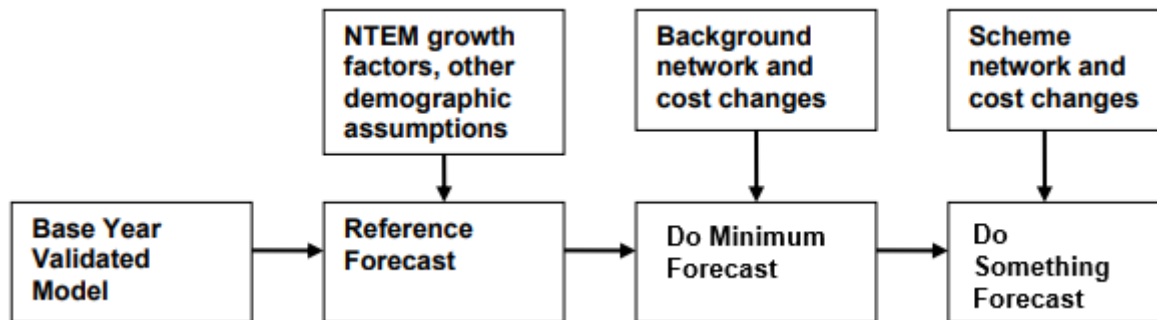 NTEM growth
factors, other
demographic
assumptions
Background
network and
cost changes
Scheme
network and
cost changes
Base Year
Validated
Model
Reference
Forecast
Do Minimum
Forecast
Do
Something
Forecast